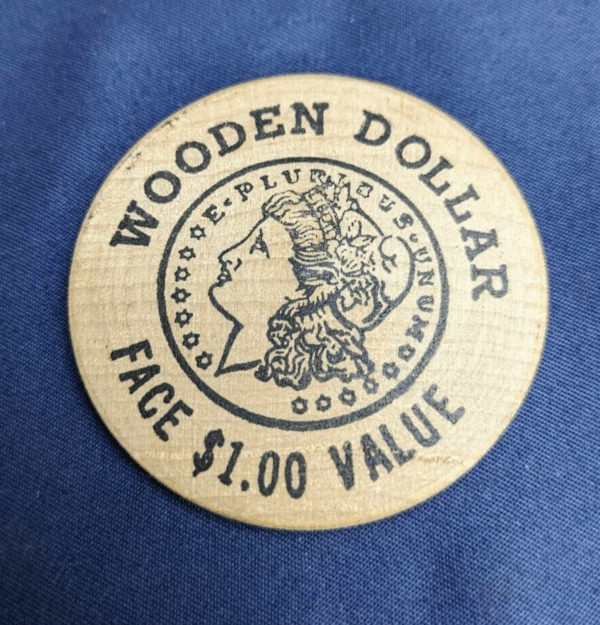 WOODEN DOLLAR
E·PLURIBUS·UNUM
FACE $1.00 VALUE